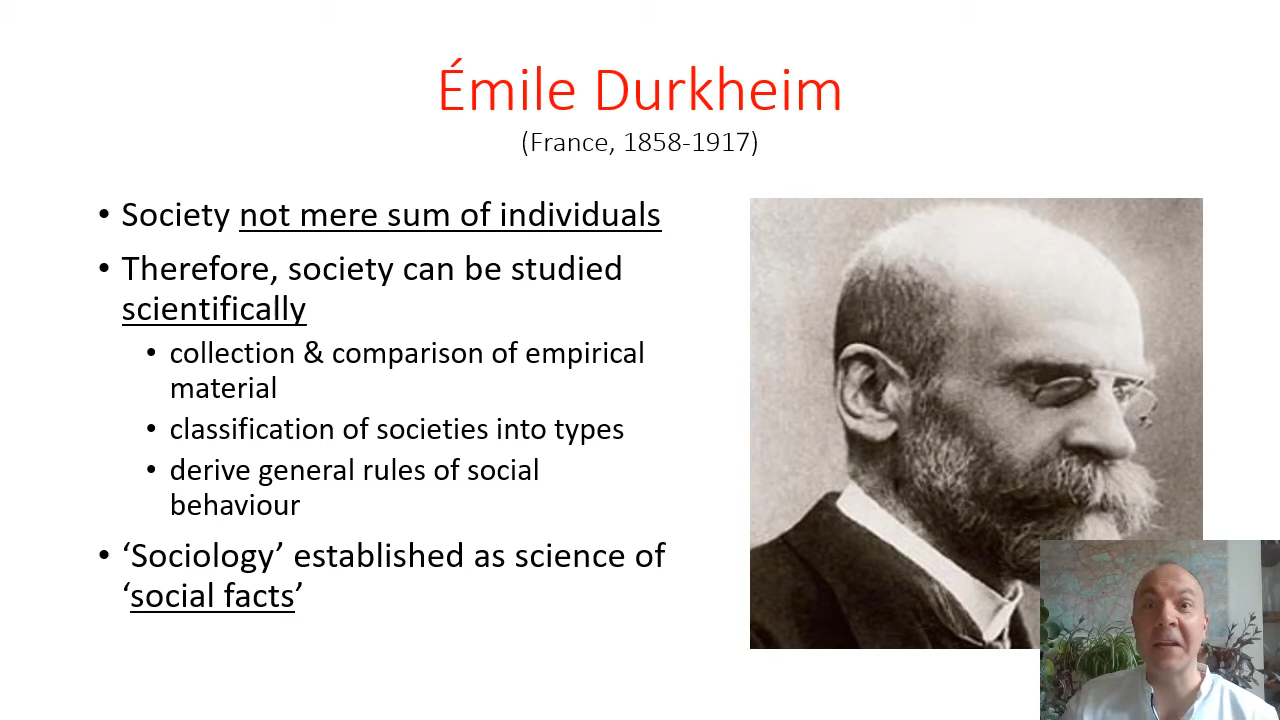 Émile Durkheim
(France, 1858-1917)
• Society not mere sum of individuals
• Therefore, society can be studied
scientifically
• collection & comparison of empirical
material
• classification of societies into types
• derive general rules of social
behaviour
• ‘Sociology’ established as science of
‘social facts’